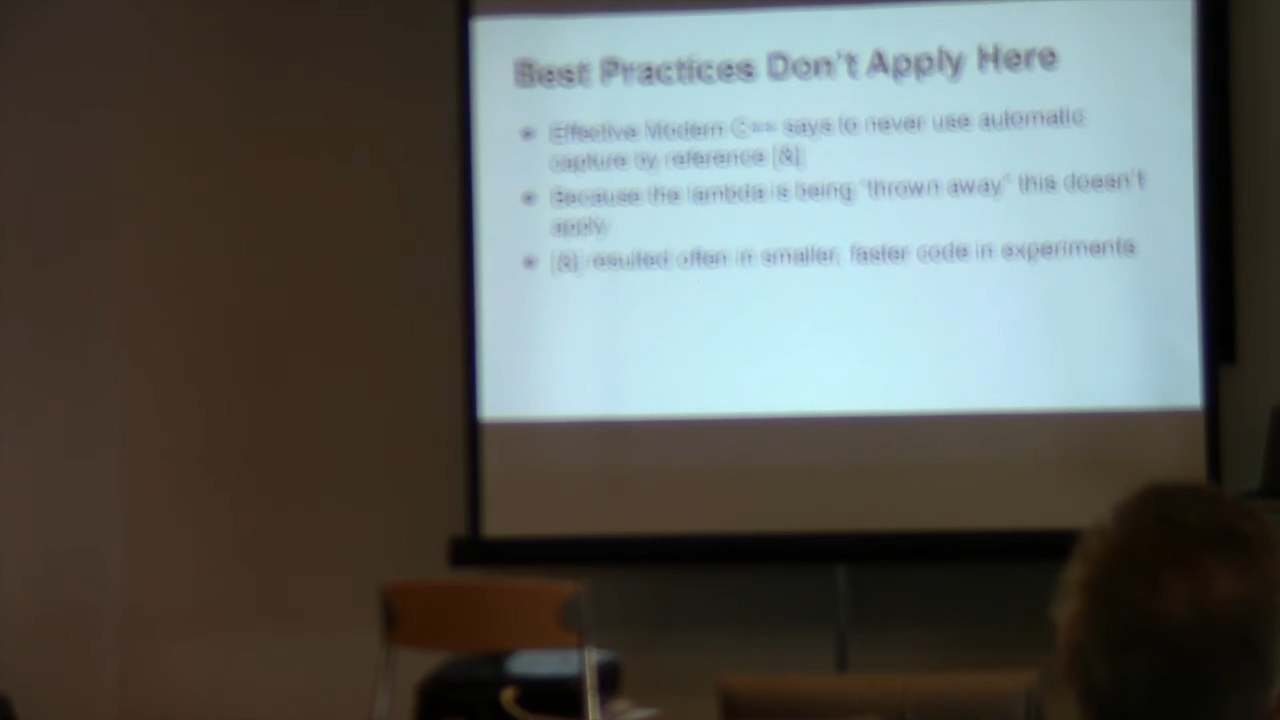 Best Practices Don't Apply Here
• Effective Modern C++ says to never use automatic
capture by reference [&]
• Because the lambda is being "thrown away" this doesn't
apply
• [&] resulted often in smaller, faster code in experiments